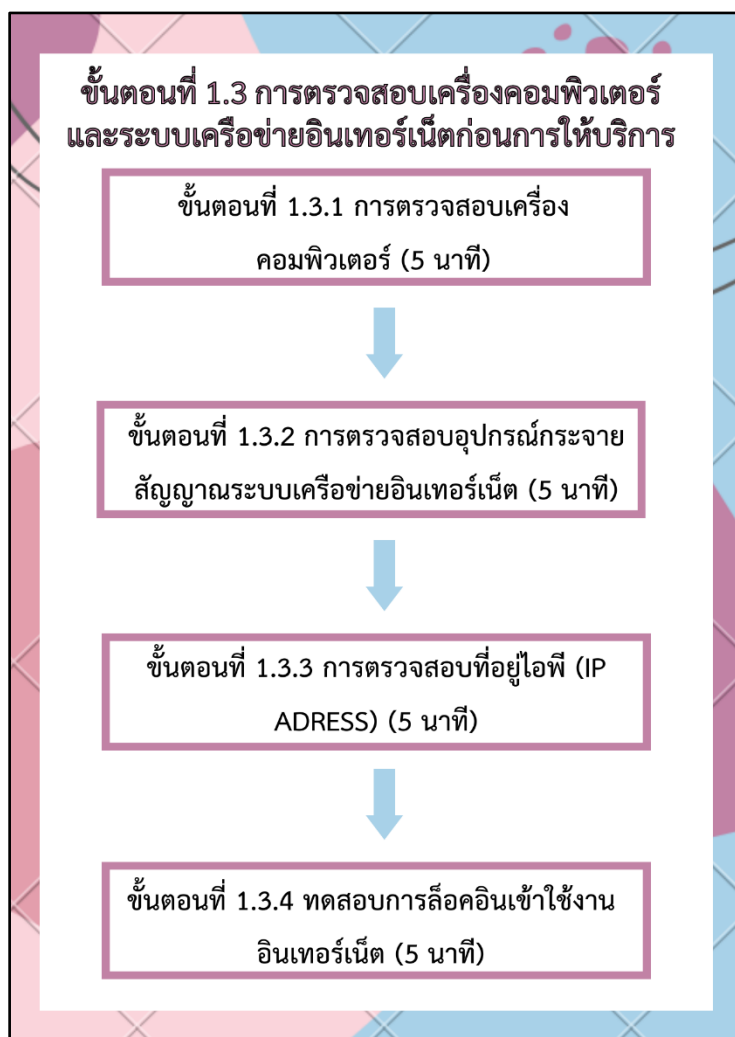 ขั้นตอนที่ 1.3 การตรวจสอบเครื่องคอมพิวเตอร์
และระบบเครือข่ายอินเทอร์เน็ตก่อนการให้บริการ
ขั้นตอนที่ 1.3.1 การตรวจสอบเครื่อง
คอมพิวเตอร์ (5 นาที)
ขั้นตอนที่ 1.3.2 การตรวจสอบอุปกรณ์กระจาย
สัญญาณระบบเครือข่ายอินเทอร์เน็ต (5 นาที)
ขั้นตอนที่ 1.3.3 การตรวจสอบที่อยู่ไอพี (IP
ADRESS) (5 นาที)
ขั้นตอนที่ 1.3.4 ทดสอบการล็อคอินเข้าใช้งาน
อินเทอร์เน็ต (5 นาที)